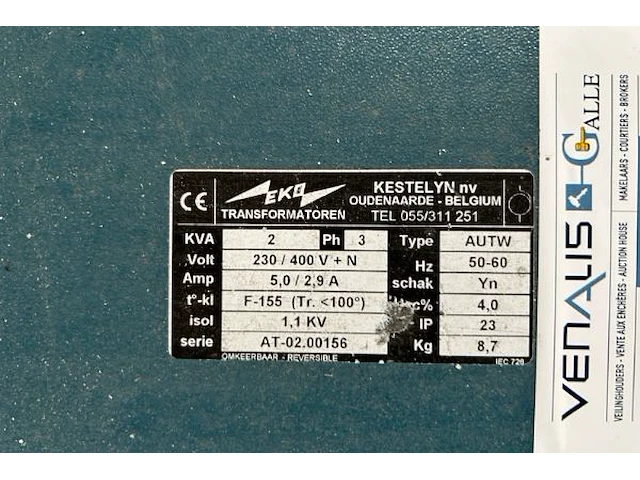 CE EKO TRANSFORMATOREN
KESTELYN nv
OUDENAARDE - BELGIUM
TEL 055/311 251
KVA 2 Ph 3 Type AUTW
Volt 230 / 400 V + N Hz 50-60
Amp 5,0 / 2,9 A schak Yn
t°-kl F-155 (Tr. <100°) 4,0
isol 1,1 KV IP 23
serie AT-02.00156 Kg 8,7
OMKEERBAAR - REVERSIBLE IEC 726
VENALIS
GALLE
VEILINGHOUDERS - VENTE AUX ENCHÈRES - AUCTION HOUSE
MAKELAARS - COURTIERS - BROKERS